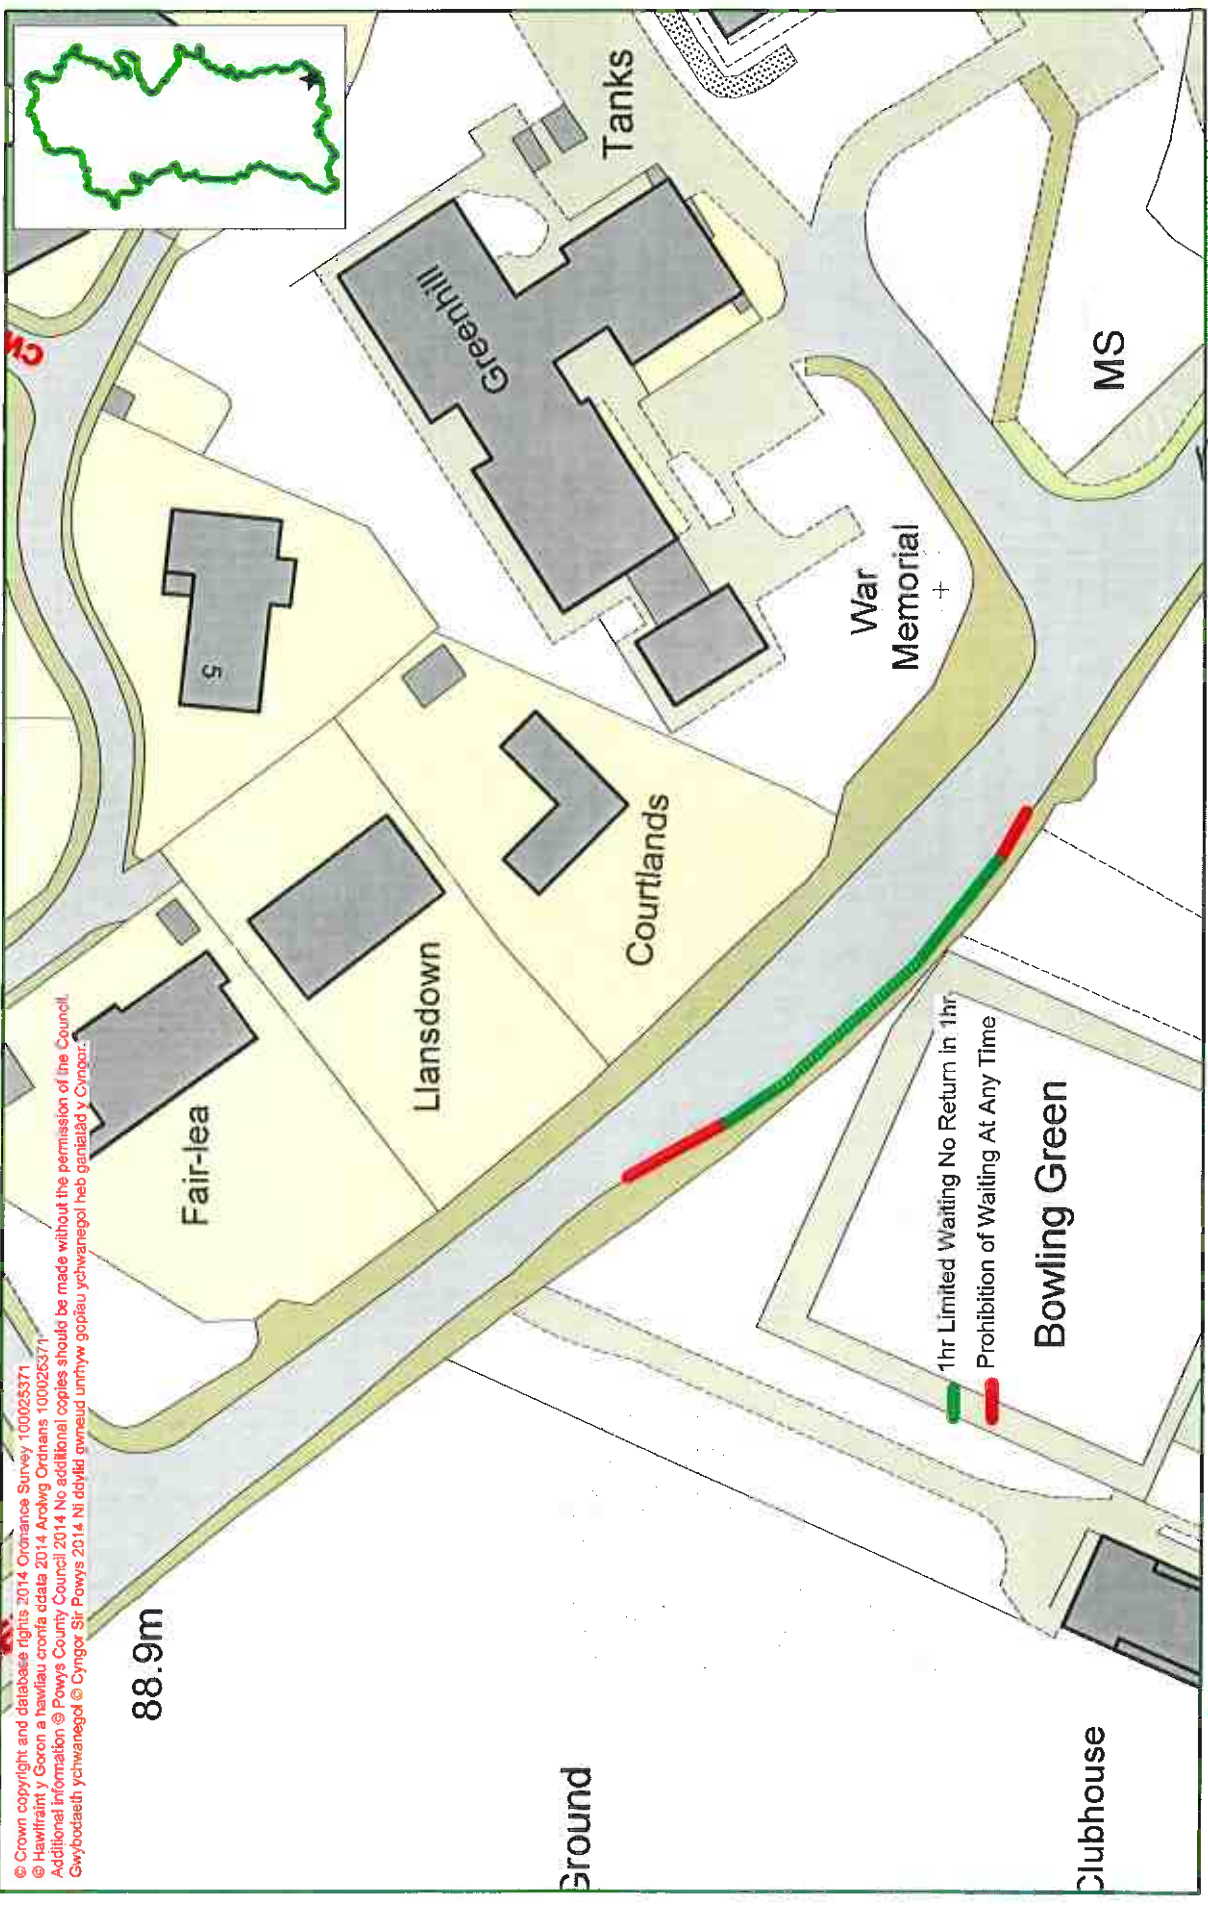 © Crown copyright and database rights 2014 Ordnance Survey 100025371
© Hawlfraint y Goron a hawliau cronfa ddata 2014 Arolwg Ordnans 100025371
Additional Information © Powys County Council 2014 No additional copies should be made without the permission of the Council.
Gwybodaeth ychwanegol © Cyngor Sir Powys 2014 Ni ddylid gwneud unrhyw gopïau ychwanegol heb ganiatâd y Cyngor.
88.9m
Fair-lea
Llansdown
5
Courtlands
Greenhill
Tanks
War
Memorial
MS
Ground
1hr Limited Waiting No Return in 1hr
Prohibition of Waiting At Any Time
Bowling Green
Clubhouse